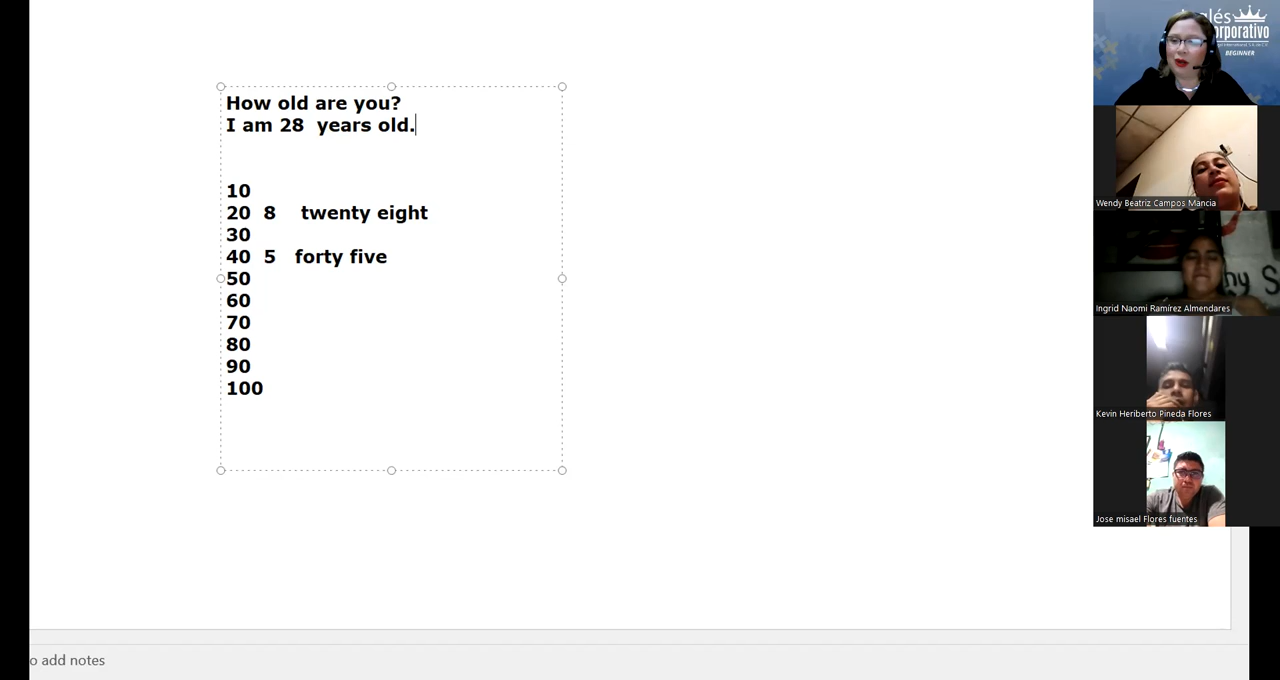 How old are you?
I am 28 years old.
10
20 8 twenty eight
30
40 5 forty five
50
60
70
80
90
100
BEGINNER
Wendy Beatriz Campos Mancia
Ingrid Naomi Ramírez Almendares
Kevin Heriberto Pineda Flores
Jose misael Flores fuentes
o add notes